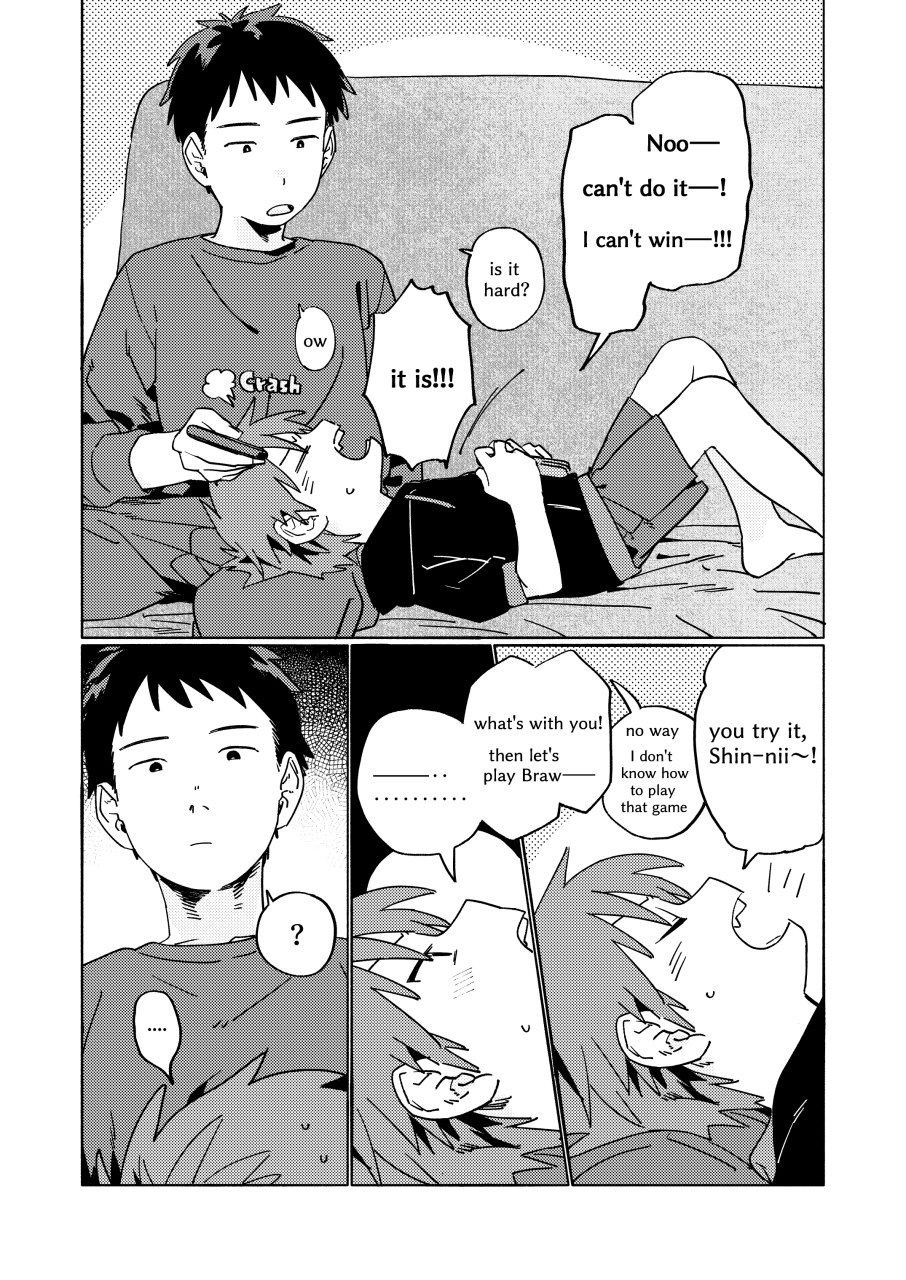 Noo—
can't do it—!
I can't win—!!!
is it
hard?
it is!!!
ow
Crash
you try it,
Shin-nii~!
no way
I don't
know how
to play
that game
what's with you!
then let's
play Braw—
———··
··········
?
....